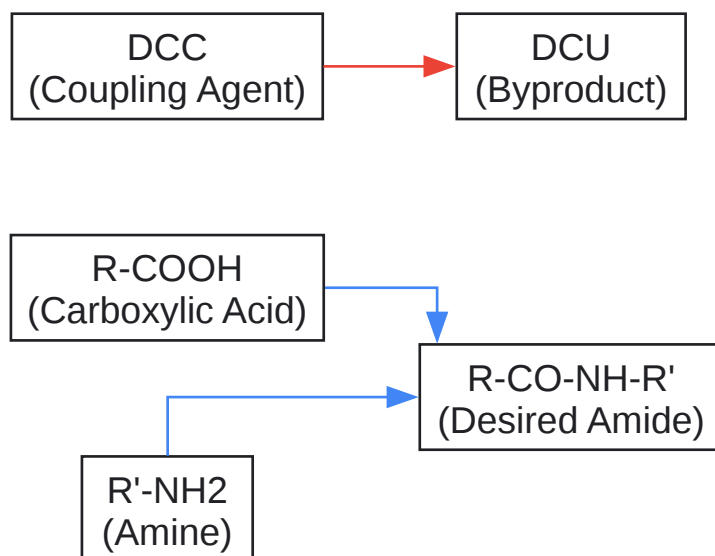 DCC
(Coupling Agent)
DCU
(Byproduct)
R-COOH
(Carboxylic Acid)
R-CO-NH-R'
(Desired Amide)
R'-NH2
(Amine)